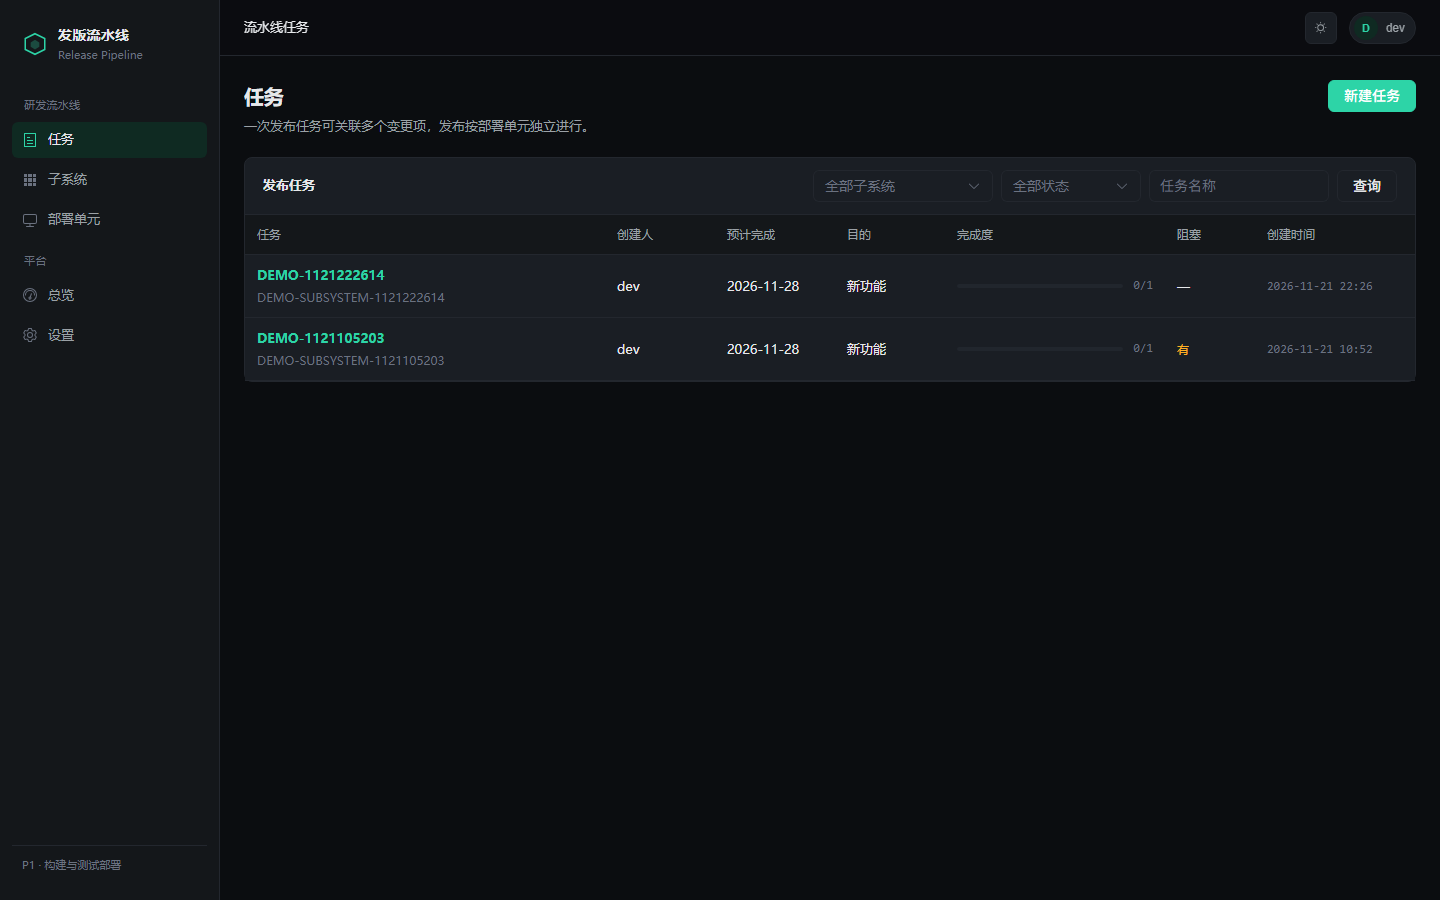 发版流水线
Release Pipeline
研发流水线
任务
子系统
部署单元
平台
总览
设置
P1 · 构建与测试部署
流水线任务
D dev
任务
新建任务
一次发布任务可关联多个变更项，发布按部署单元独立进行。
发布任务 全部子系统 全部状态 任务名称 查询
任务 创建人 预计完成 目的 完成度 阻塞 创建时间
DEMO-1121222614
DEMO-SUBSYSTEM-1121222614
dev 2026-11-28 新功能 0/1 — 2026-11-21 22:26
DEMO-1121105203
DEMO-SUBSYSTEM-1121105203
dev 2026-11-28 新功能 0/1 有 2026-11-21 10:52